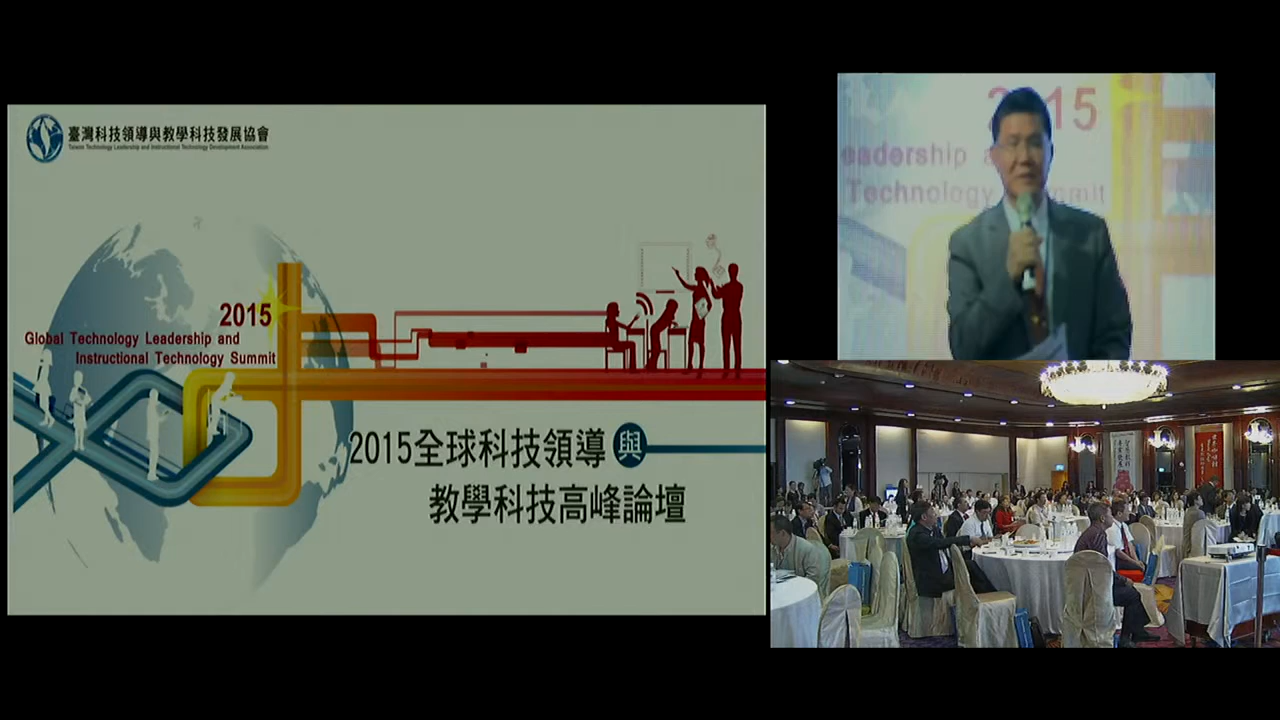 臺灣科技領導與教學科技發展協會
Taiwan Technology Leadership and Instructional Technology Development Association
2015
Global Technology Leadership and
Instructional Technology Summit
2015全球科技領導與
教學科技高峰論壇
2015
eadership a
Technology S mmit